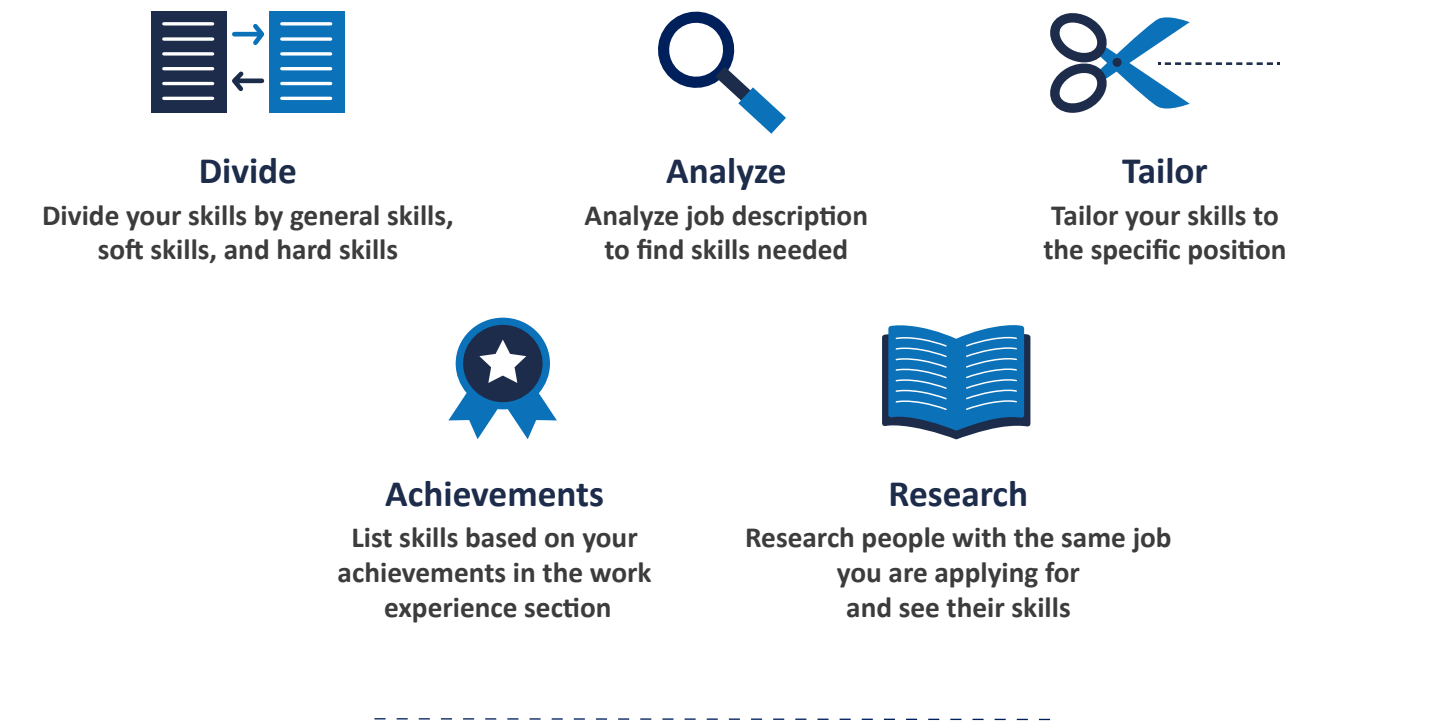 Divide
Divide your skills by general skills,
soft skills, and hard skills
Analyze
Analyze job description
to find skills needed
Tailor
Tailor your skills to
the specific position
Achievements
List skills based on your
achievements in the work
experience section
Research
Research people with the same job
you are applying for
and see their skills